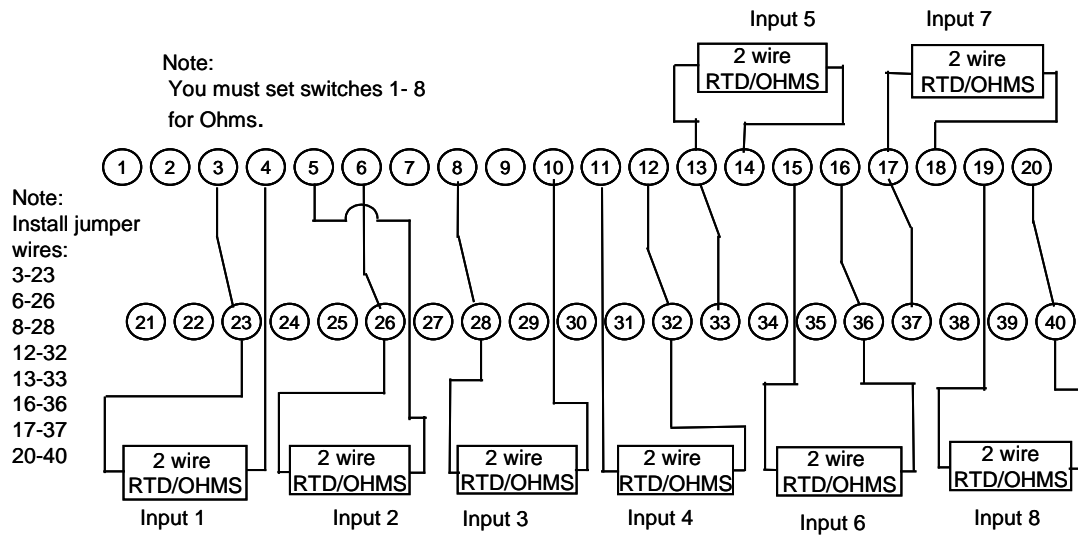 Input 5
Input 7
Note:
You must set switches 1- 8
for Ohms.
2 wire
RTD/OHMS
2 wire
RTD/OHMS
1 2 3 4 5 6 7 8 9 10 11 12 13 14 15 16 17 18 19 20
Note:
Install jumper
wires:
3-23
6-26
8-28
12-32
13-33
16-36
17-37
20-40
21 22 23 24 25 26 27 28 29 30 31 32 33 34 35 36 37 38 39 40
2 wire
RTD/OHMS
2 wire
RTD/OHMS
2 wire
RTD/OHMS
2 wire
RTD/OHMS
2 wire
RTD/OHMS
2 wire
RTD/OHMS
Input 1
Input 2
Input 3
Input 4
Input 6
Input 8